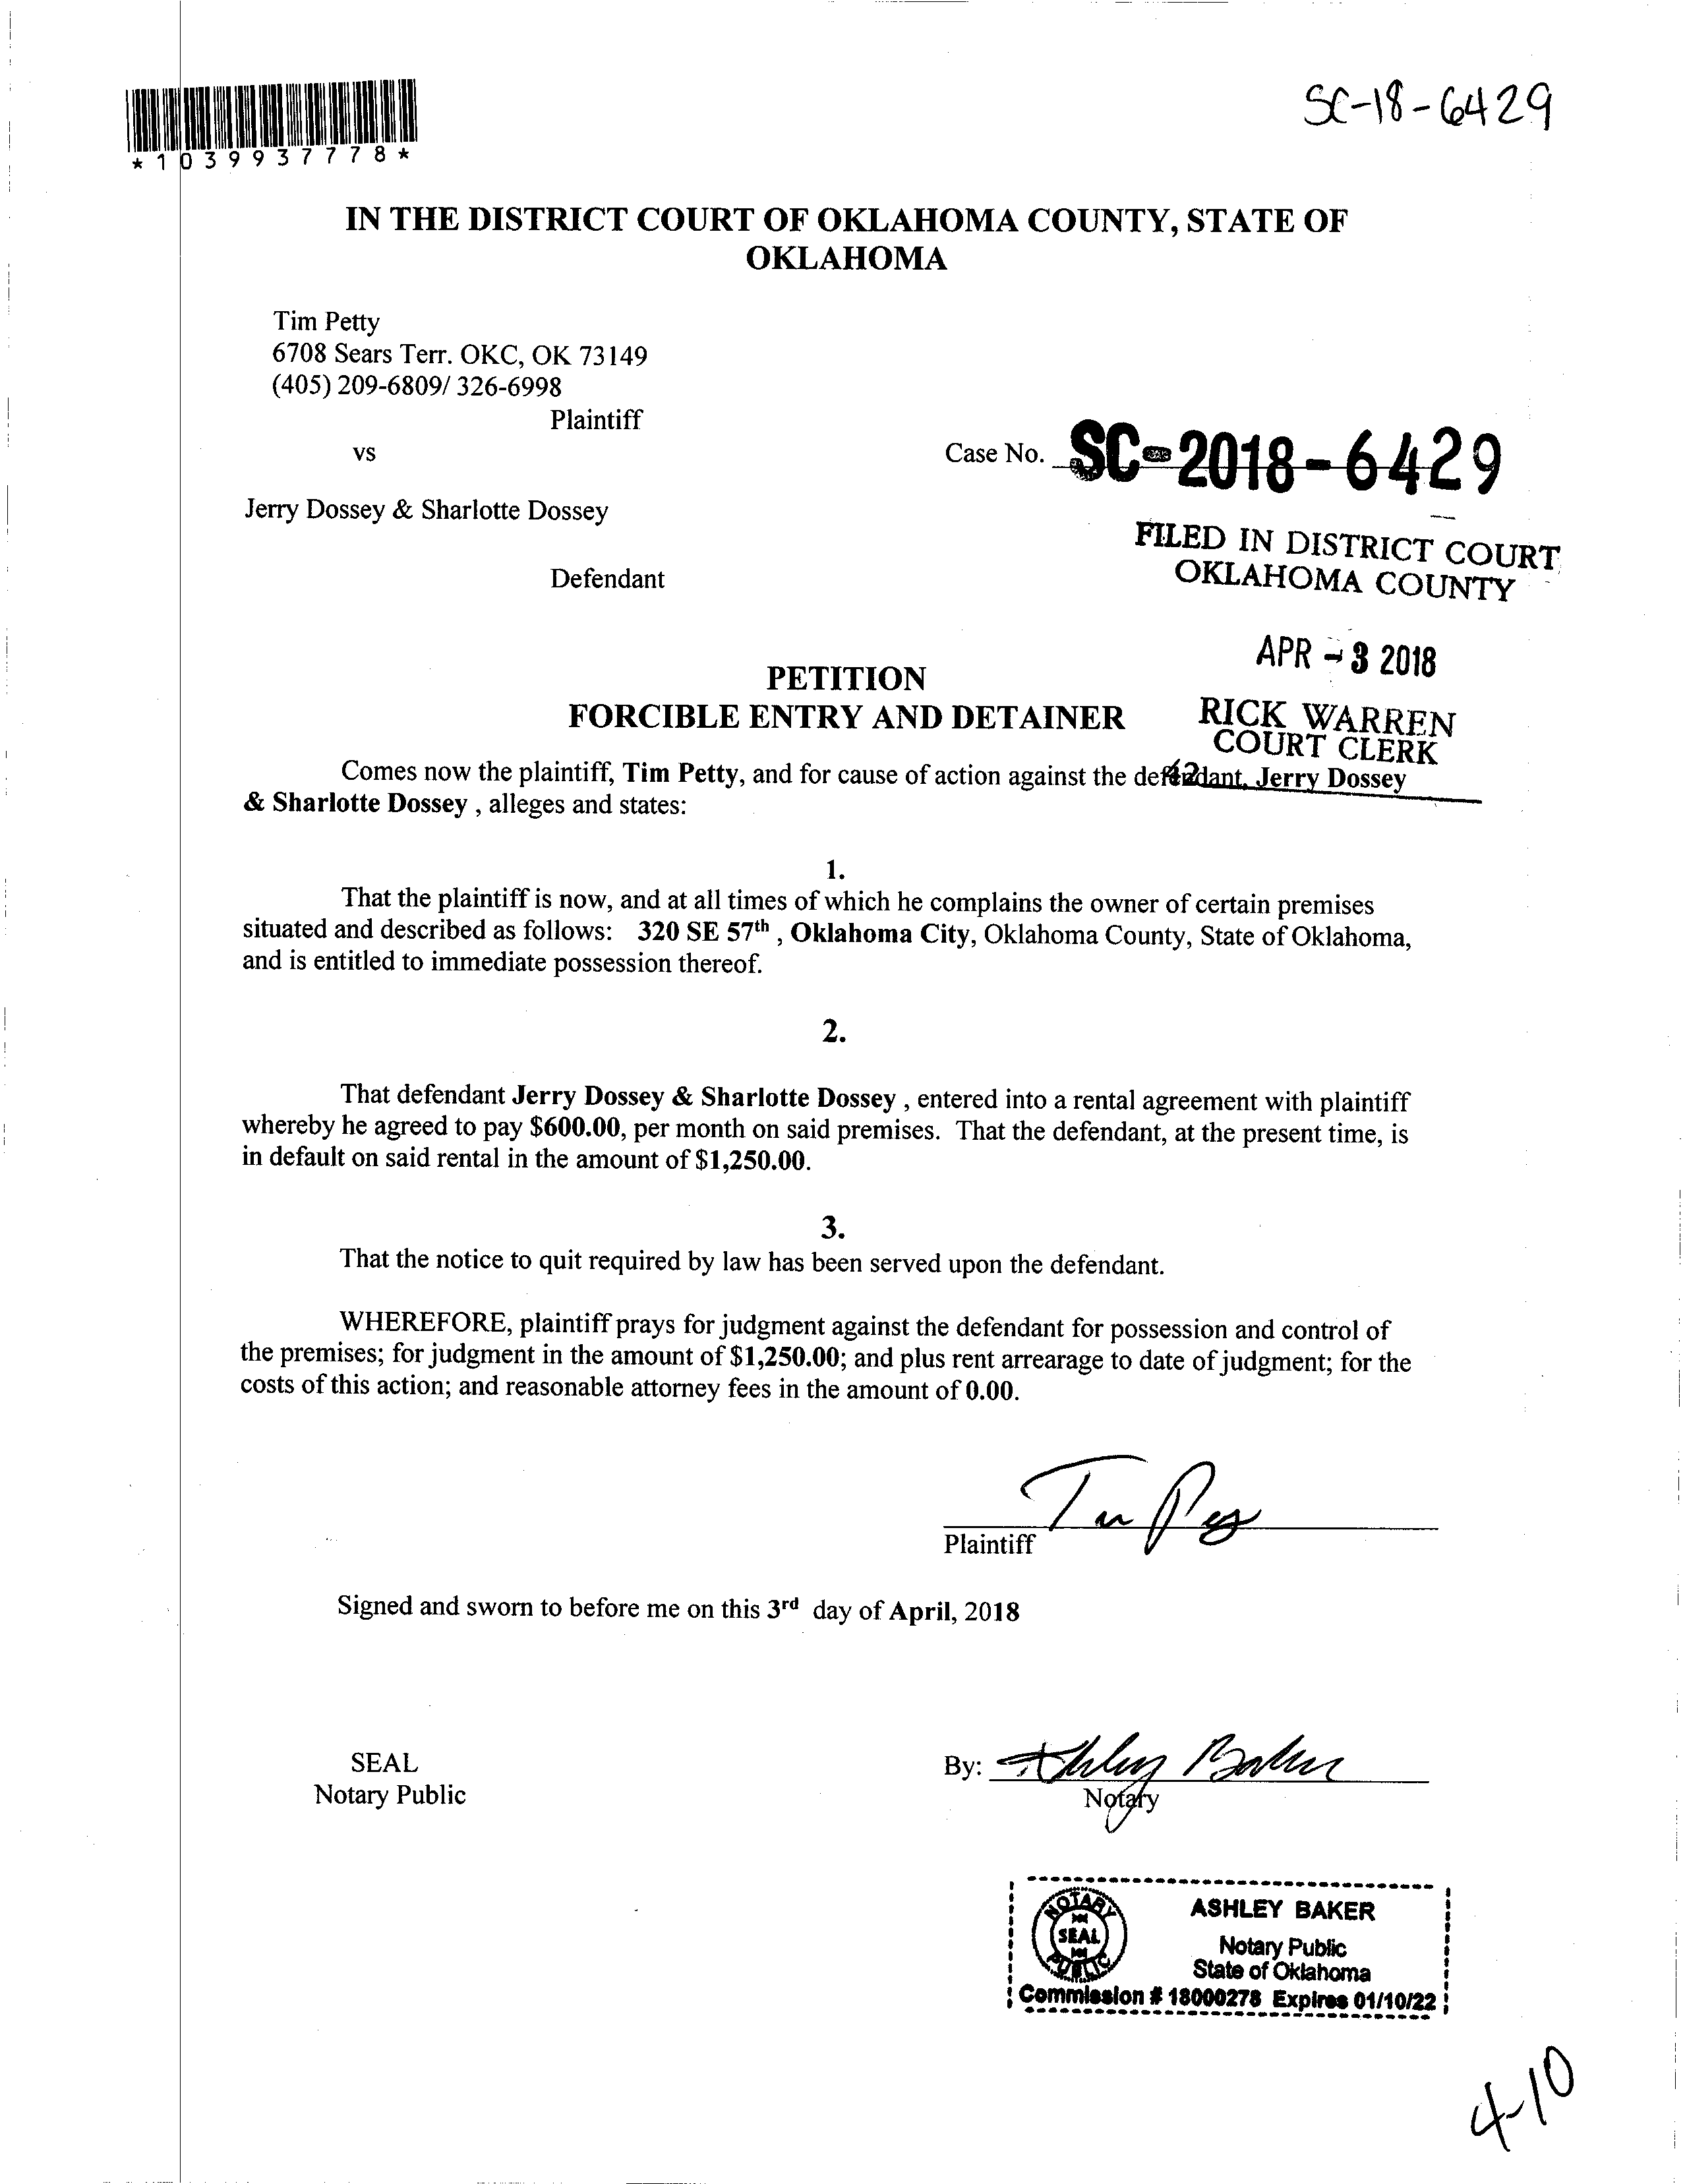 SC-18-6429
*1039937778*
IN THE DISTRICT COURT OF OKLAHOMA COUNTY, STATE OF
OKLAHOMA
Tim Petty
6708 Sears Terr. OKC, OK 73149
(405) 209-6809/ 326-6998
Plaintiff
vs
Case No. SC-2018-6429
Jerry Dossey & Sharlotte Dossey
FILED IN DISTRICT COURT
OKLAHOMA COUNTY
Defendant
APR -3 2018
PETITION
FORCIBLE ENTRY AND DETAINER
RICK WARREN
COURT CLERK
42
Comes now the plaintiff, Tim Petty, and for cause of action against the defendant, Jerry Dossey
& Sharlotte Dossey , alleges and states:
1.
That the plaintiff is now, and at all times of which he complains the owner of certain premises
situated and described as follows: 320 SE 57th , Oklahoma City, Oklahoma County, State of Oklahoma,
and is entitled to immediate possession thereof.
2.
That defendant Jerry Dossey & Sharlotte Dossey , entered into a rental agreement with plaintiff
whereby he agreed to pay $600.00, per month on said premises. That the defendant, at the present time, is
in default on said rental in the amount of $1,250.00.
3.
That the notice to quit required by law has been served upon the defendant.
WHEREFORE, plaintiff prays for judgment against the defendant for possession and control of
the premises; for judgment in the amount of $1,250.00; and plus rent arrearage to date of judgment; for the
costs of this action; and reasonable attorney fees in the amount of 0.00.
Plaintiff
Signed and sworn to before me on this 3rd day of April, 2018
SEAL
Notary Public
By: Ashley Baker
Notary
NOTARY
SEAL
PUBLIC
ASHLEY BAKER
Notary Public
State of Oklahoma
Commission # 18000278 Expires 01/10/22
4-10